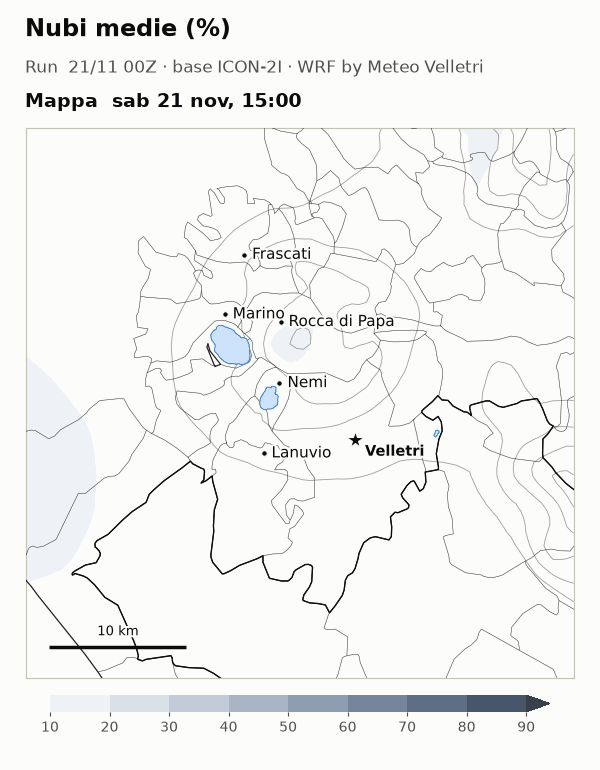 Nubi medie (%)
Run  21/11 00Z · base ICON-2I · WRF by Meteo Velletri
Mappa  sab 21 nov, 15:00
Frascati
Marino
Rocca di Papa
Nemi
Velletri
Lanuvio
10 km
10 20 30 40 50 60 70 80 90